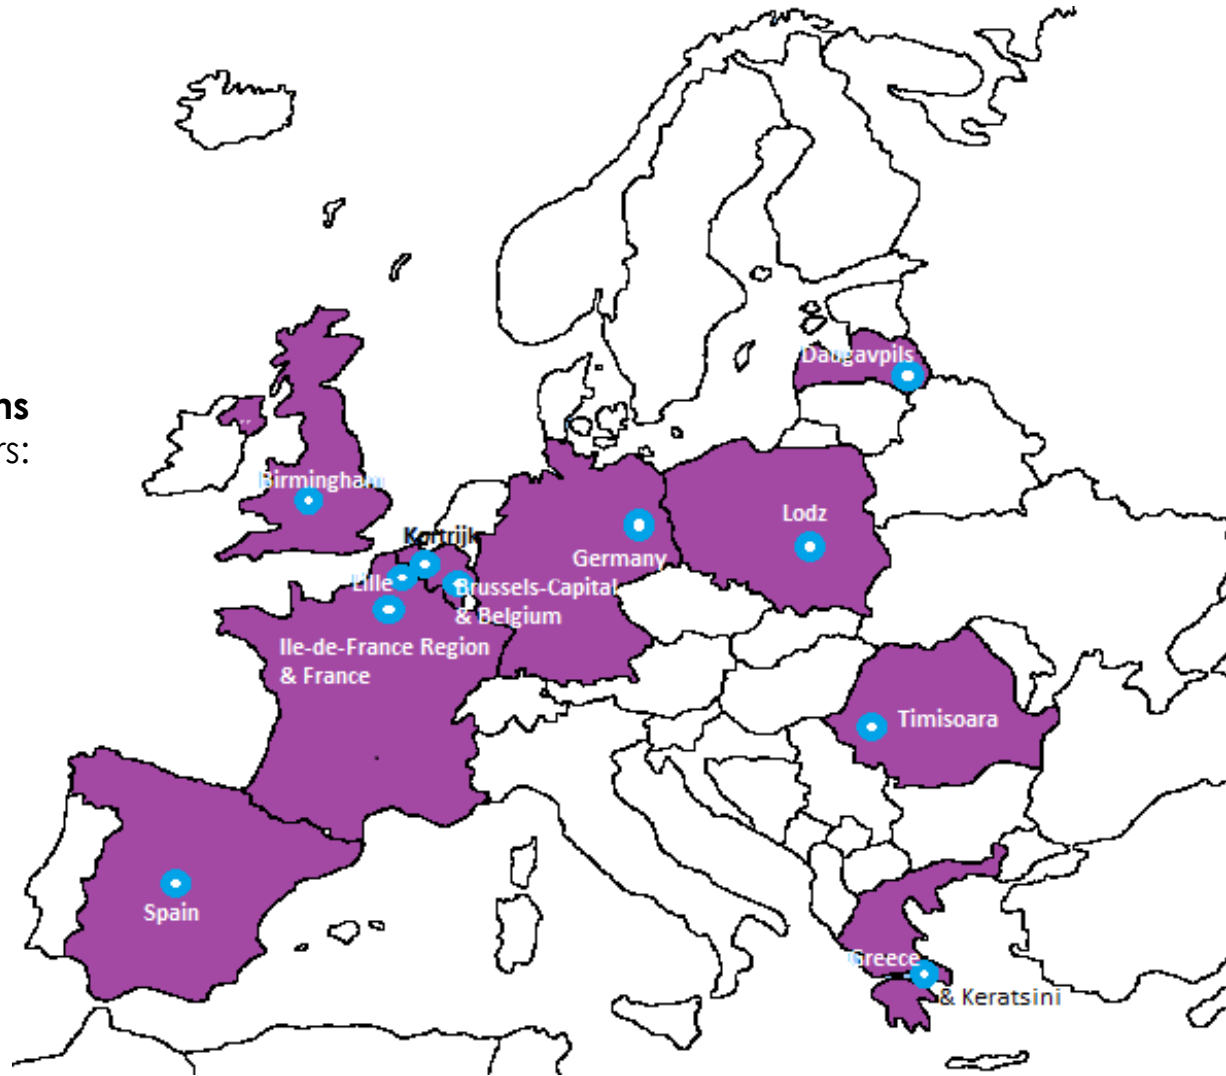 ns
rs:
Daugavpils
Birmingham
Lodz
Kortrijk
Germany
Lille
Brussels-Capital
& Belgium
Ile-de-France Region
& France
Timisoara
Spain
Greece
& Keratsini